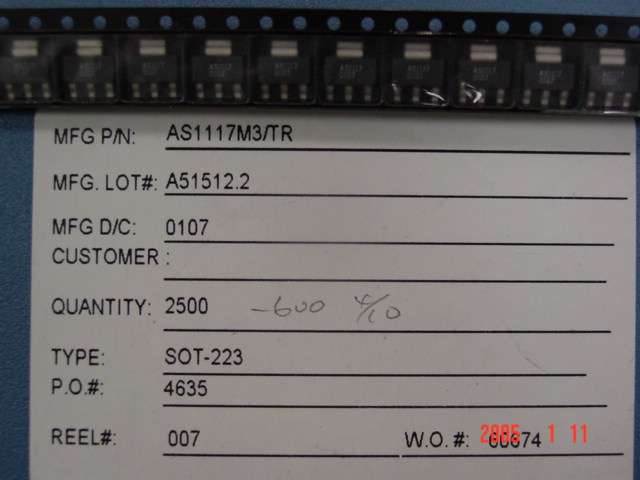 MFG P/N: AS1117M3/TR
MFG. LOT#: A51512.2
MFG D/C: 0107
CUSTOMER :
QUANTITY: 2500 -600 4/10
TYPE: SOT-223
P.O.#: 4635
REEL#: 007 W.O. #: 00674
2005 1 11